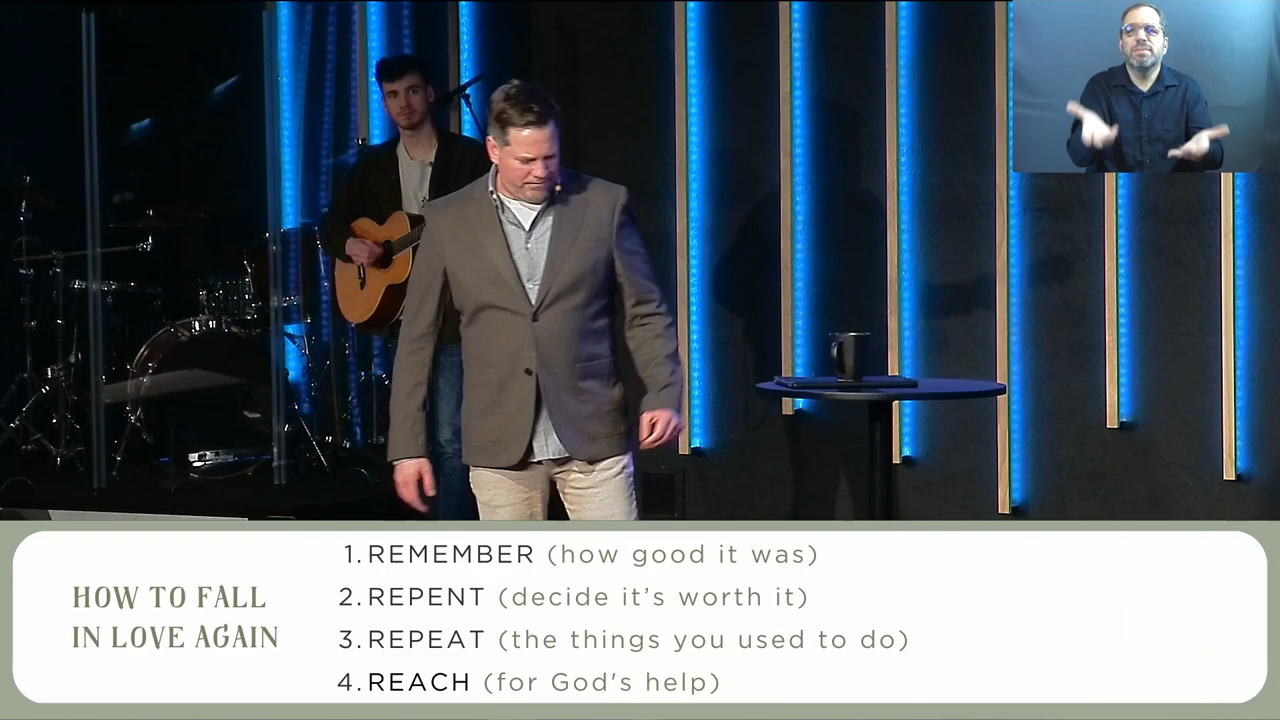 HOW TO FALL
IN LOVE AGAIN
1. REMEMBER (how good it was)
2. REPENT (decide it's worth it)
3. REPEAT (the things you used to do)
4. REACH (for God's help)